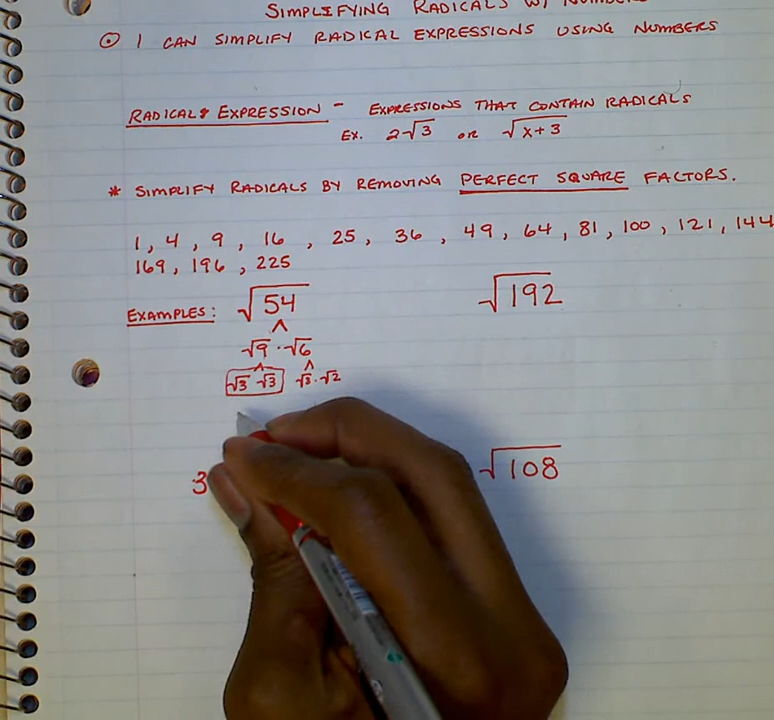 SIMPLIFYING RADICALS W/ NUMBERS
⊙ I CAN SIMPLIFY RADICAL EXPRESSIONS USING NUMBERS
RADICAL EXPRESSION - EXPRESSIONS THAT CONTAIN RADICALS
EX. 2√3 OR √x+3
* SIMPLIFY RADICALS BY REMOVING PERFECT SQUARE FACTORS.
1, 4, 9, 16, 25, 36, 49, 64, 81, 100, 121, 144
169, 196, 225
EXAMPLES: √54 √192
√9 · √6
√3 √3 √3 · √2
3 √108